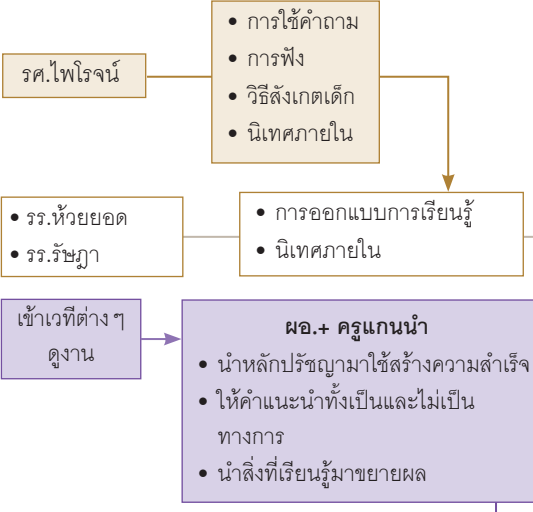 รศ.ไพโรจน์
• การใช้คำถาม
• การฟัง
• วิธีสังเกตเด็ก
• นิเทศภายใน
• รร.ห้วยยอด
• รร.รัษฎา
• การออกแบบการเรียนรู้
• นิเทศภายใน
เข้าเวทีต่าง ๆ
ดูงาน
ผอ.+ ครูแกนนำ
• นำหลักปรัชญามาใช้สร้างความสำเร็จ
• ให้คำแนะนำทั้งเป็นและไม่เป็น
ทางการ
• นำสิ่งที่เรียนรู้มาขยายผล